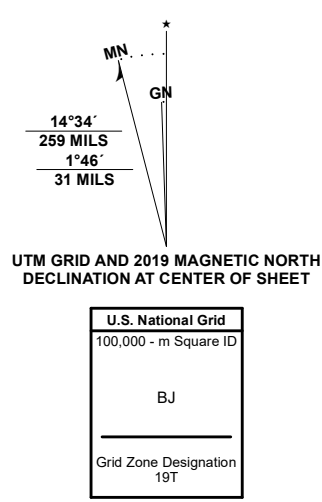 ★
MN
GN
14°34´
259 MILS
1°46´
31 MILS
UTM GRID AND 2019 MAGNETIC NORTH
DECLINATION AT CENTER OF SHEET
U.S. National Grid
100,000 - m Square ID
BJ
Grid Zone Designation
19T